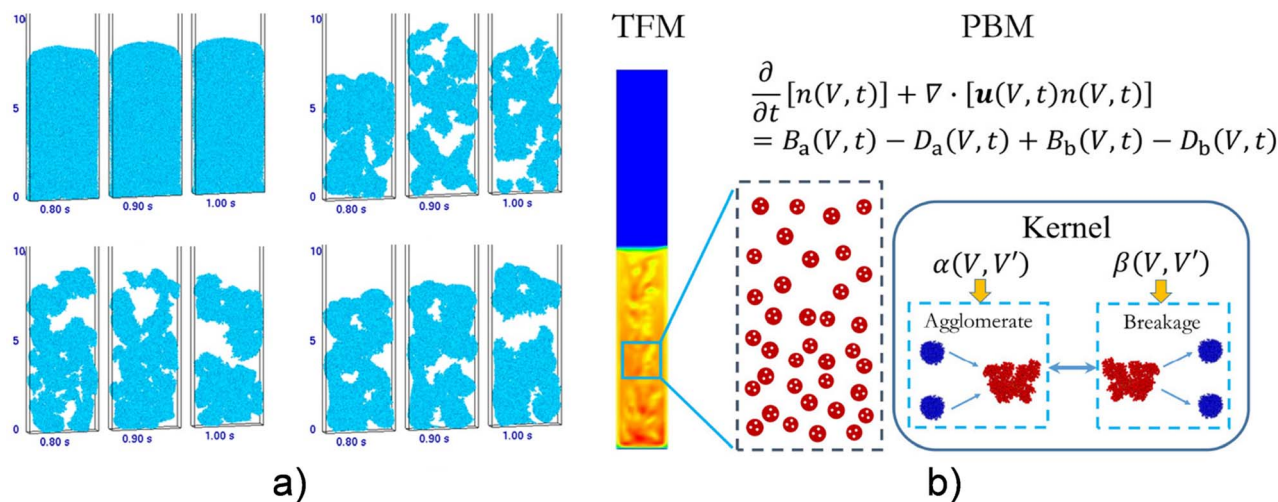 10
5
0
0.80 s 0.90 s 1.00 s
10
5
0
0.80 s 0.90 s 1.00 s
10
5
0
0.80 s 0.90 s 1.00 s
10
5
0
0.80 s 0.90 s 1.00 s
a)
TFM PBM
∂/∂t [n(V, t)] + ∇ · [u(V, t)n(V, t)]
= B_a(V, t) − D_a(V, t) + B_b(V, t) − D_b(V, t)
Kernel
α(V, V′) β(V, V′)
Agglomerate Breakage
b)